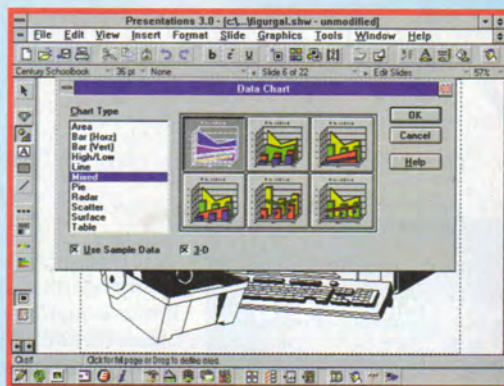 Presentations 3.0 - [c:\...\figurgal.shw - unmodified]
File Edit View Insert Format Slide Graphics Tools Window Help
Century Schoolbook 36 pt None Slide 6 of 22 Edit Slides 57%
Data Chart
Chart Type
Area
Bar (Horz)
Bar (Vert)
High/Low
Line
Mixed
Pie
Radar
Scatter
Surface
Table
OK
Cancel
Help
Use Sample Data 3-D
Chart Click for full page or Drag to define area.